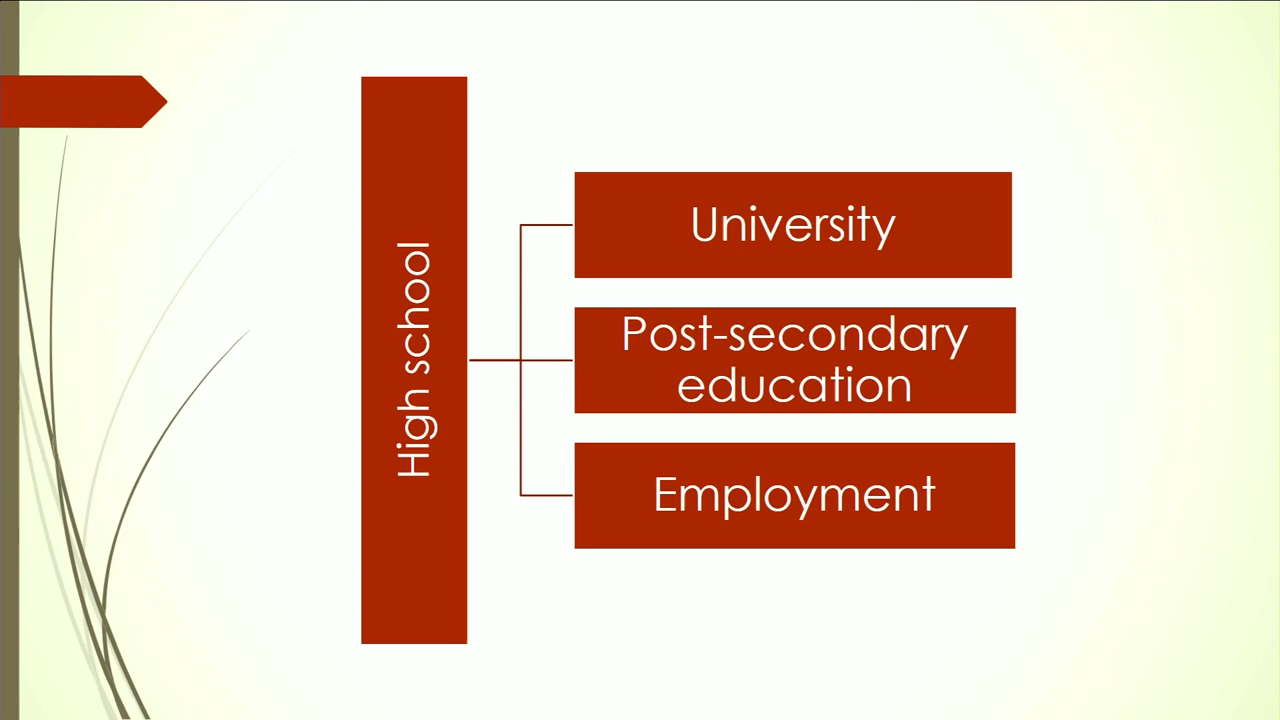 High school
University
Post-secondary
education
Employment